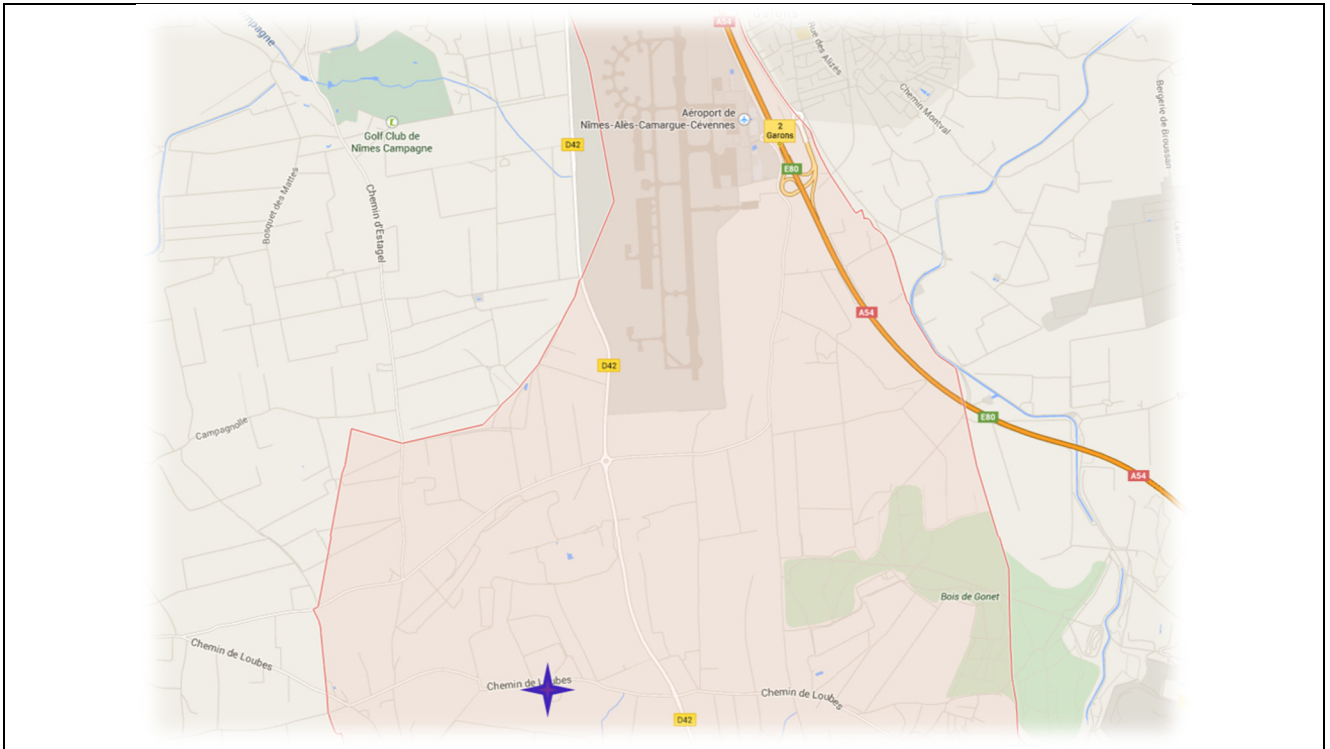 mpagne
A54
Rue des Alizés
Chemin Montval
Bergerie de Broussan
Aéroport de
Nîmes-Alès-Camargue-Cévennes
2
Garons
Golf Club de
Nîmes Campagne
D42
E80
Bosquet des Mattes
Chemin d'Estagel
A54
D42
Campagnolle
E80
A54
Bois de Gonet
Chemin de Loubes
Chemin de Loubes
Chemin de Loubes
D42